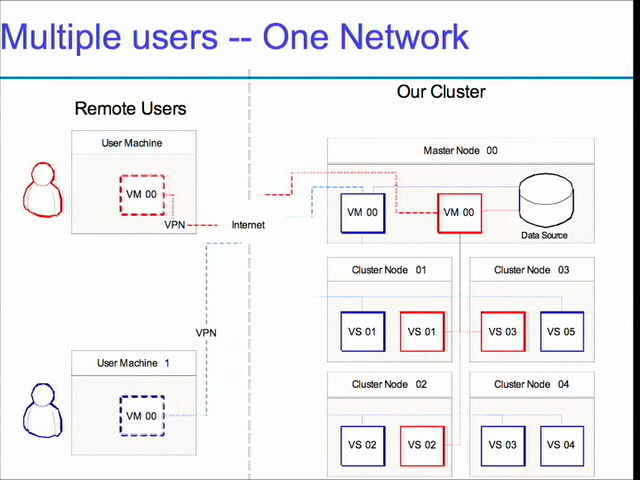 Multiple users -- One Network
Remote Users
Our Cluster
User Machine
VM 00
VPN
Internet
Master Node 00
VM 00
VM 00
Data Source
Cluster Node 01
VS 01
VS 01
Cluster Node 03
VS 03
VS 05
VPN
User Machine 1
VM 00
Cluster Node 02
VS 02
VS 02
Cluster Node 04
VS 03
VS 04